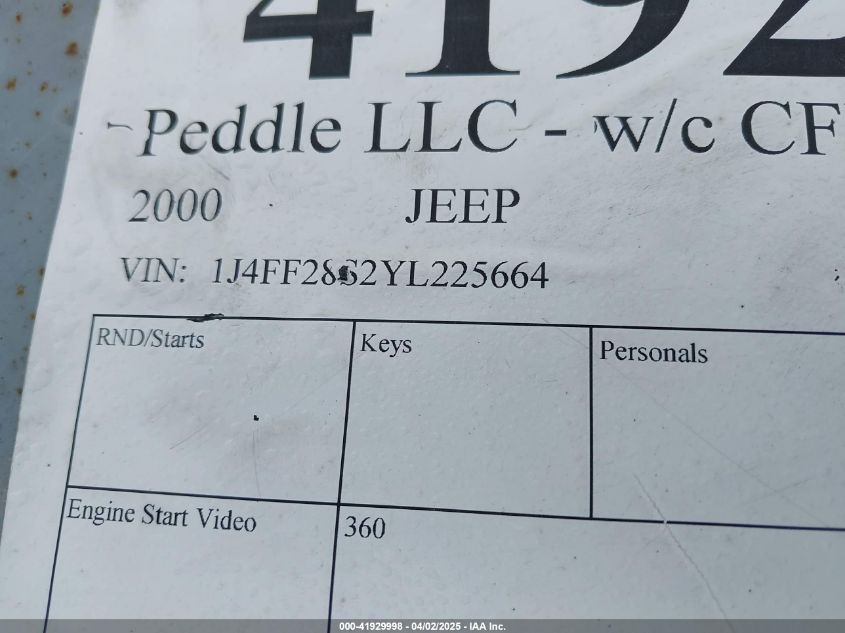 4192
Peddle LLC - w/c CF
2000 JEEP
VIN: 1J4FF28S2YL225664
RND/Starts Keys Personals
Engine Start Video 360
000-41929998 - 04/02/2025 - IAA Inc.